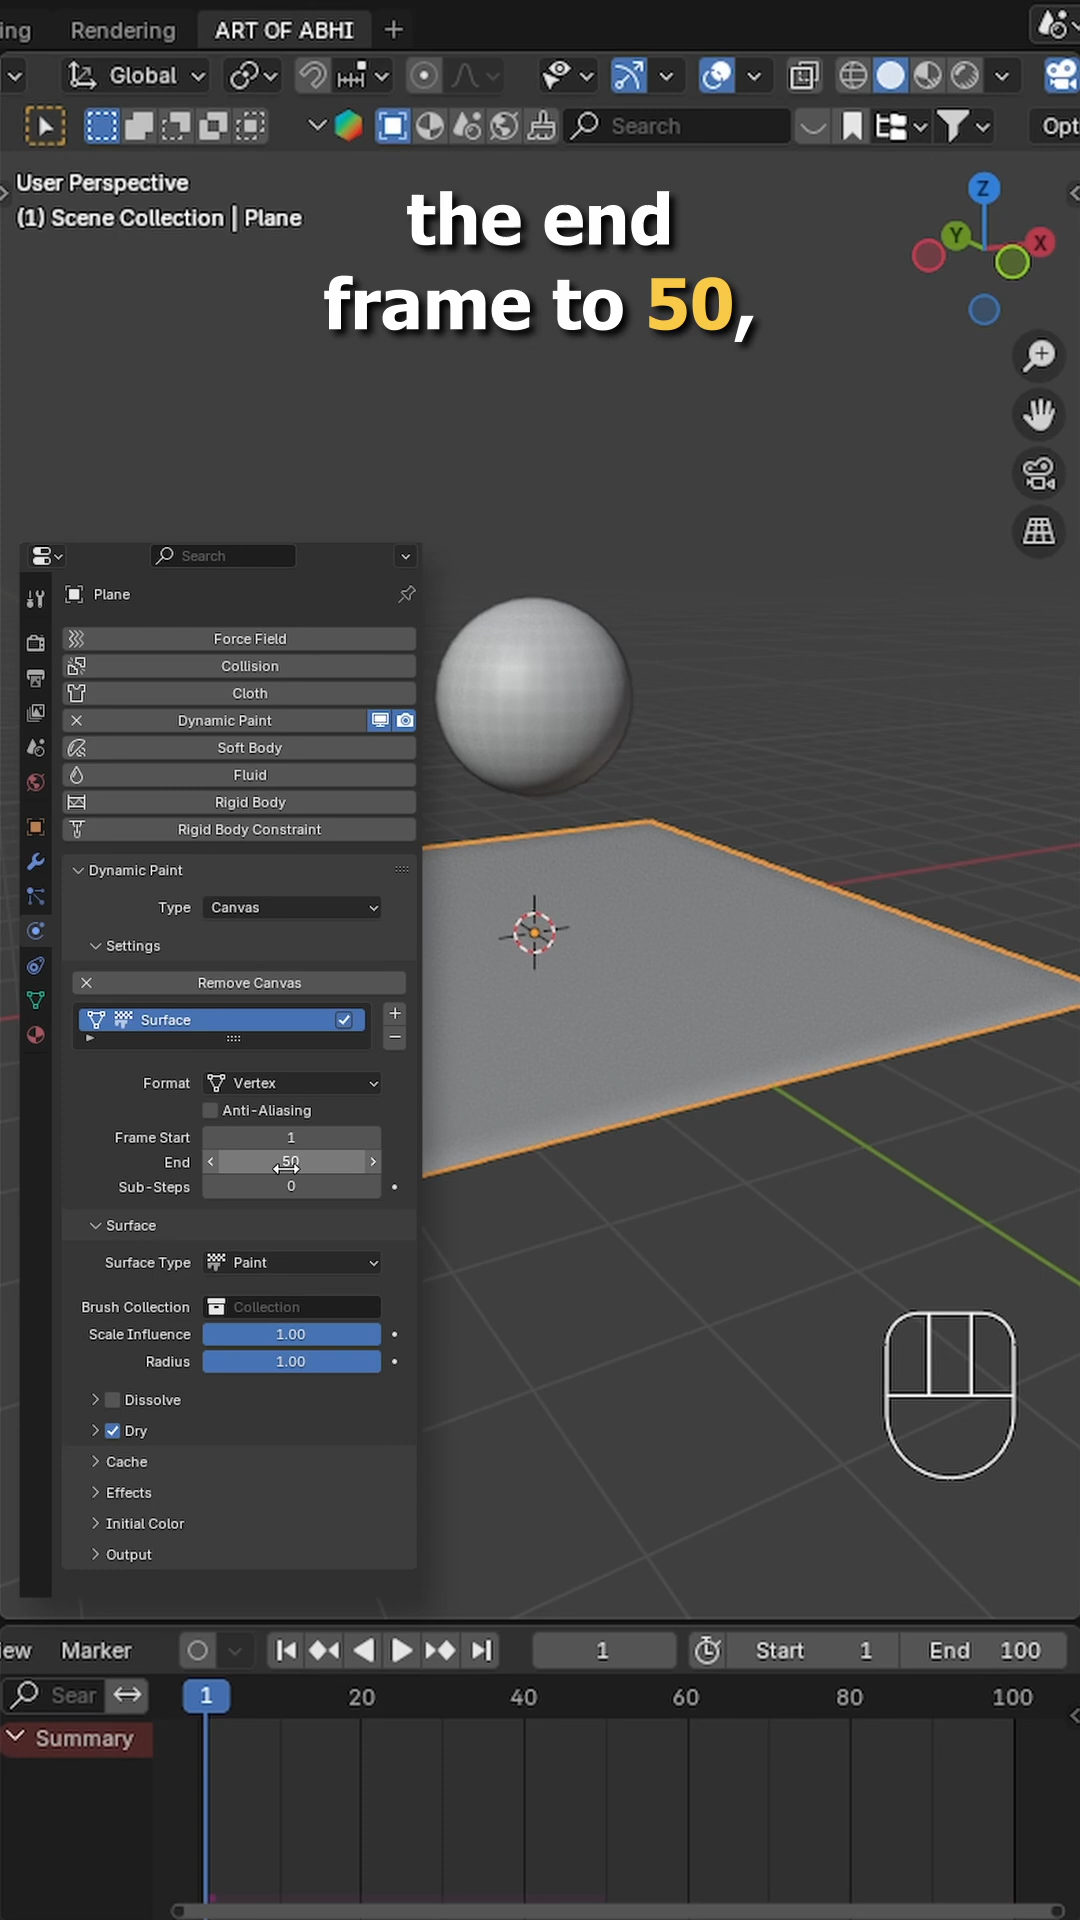 ing Rendering ART OF ABHI +
Global
Search Opt
User Perspective
(1) Scene Collection | Plane
the end
frame to 50,
Z
Y X
Search
Plane
Force Field
Collision
Cloth
Dynamic Paint
Soft Body
Fluid
Rigid Body
Rigid Body Constraint
Dynamic Paint
Type Canvas
Settings
Remove Canvas
Surface
Format Vertex
Anti-Aliasing
Frame Start 1
End 50
Sub-Steps 0
Surface
Surface Type Paint
Brush Collection Collection
Scale Influence 1.00
Radius 1.00
Dissolve
Dry
Cache
Effects
Initial Color
Output
ew Marker 1 Start 1 End 100
Sear 1 20 40 60 80 100
Summary